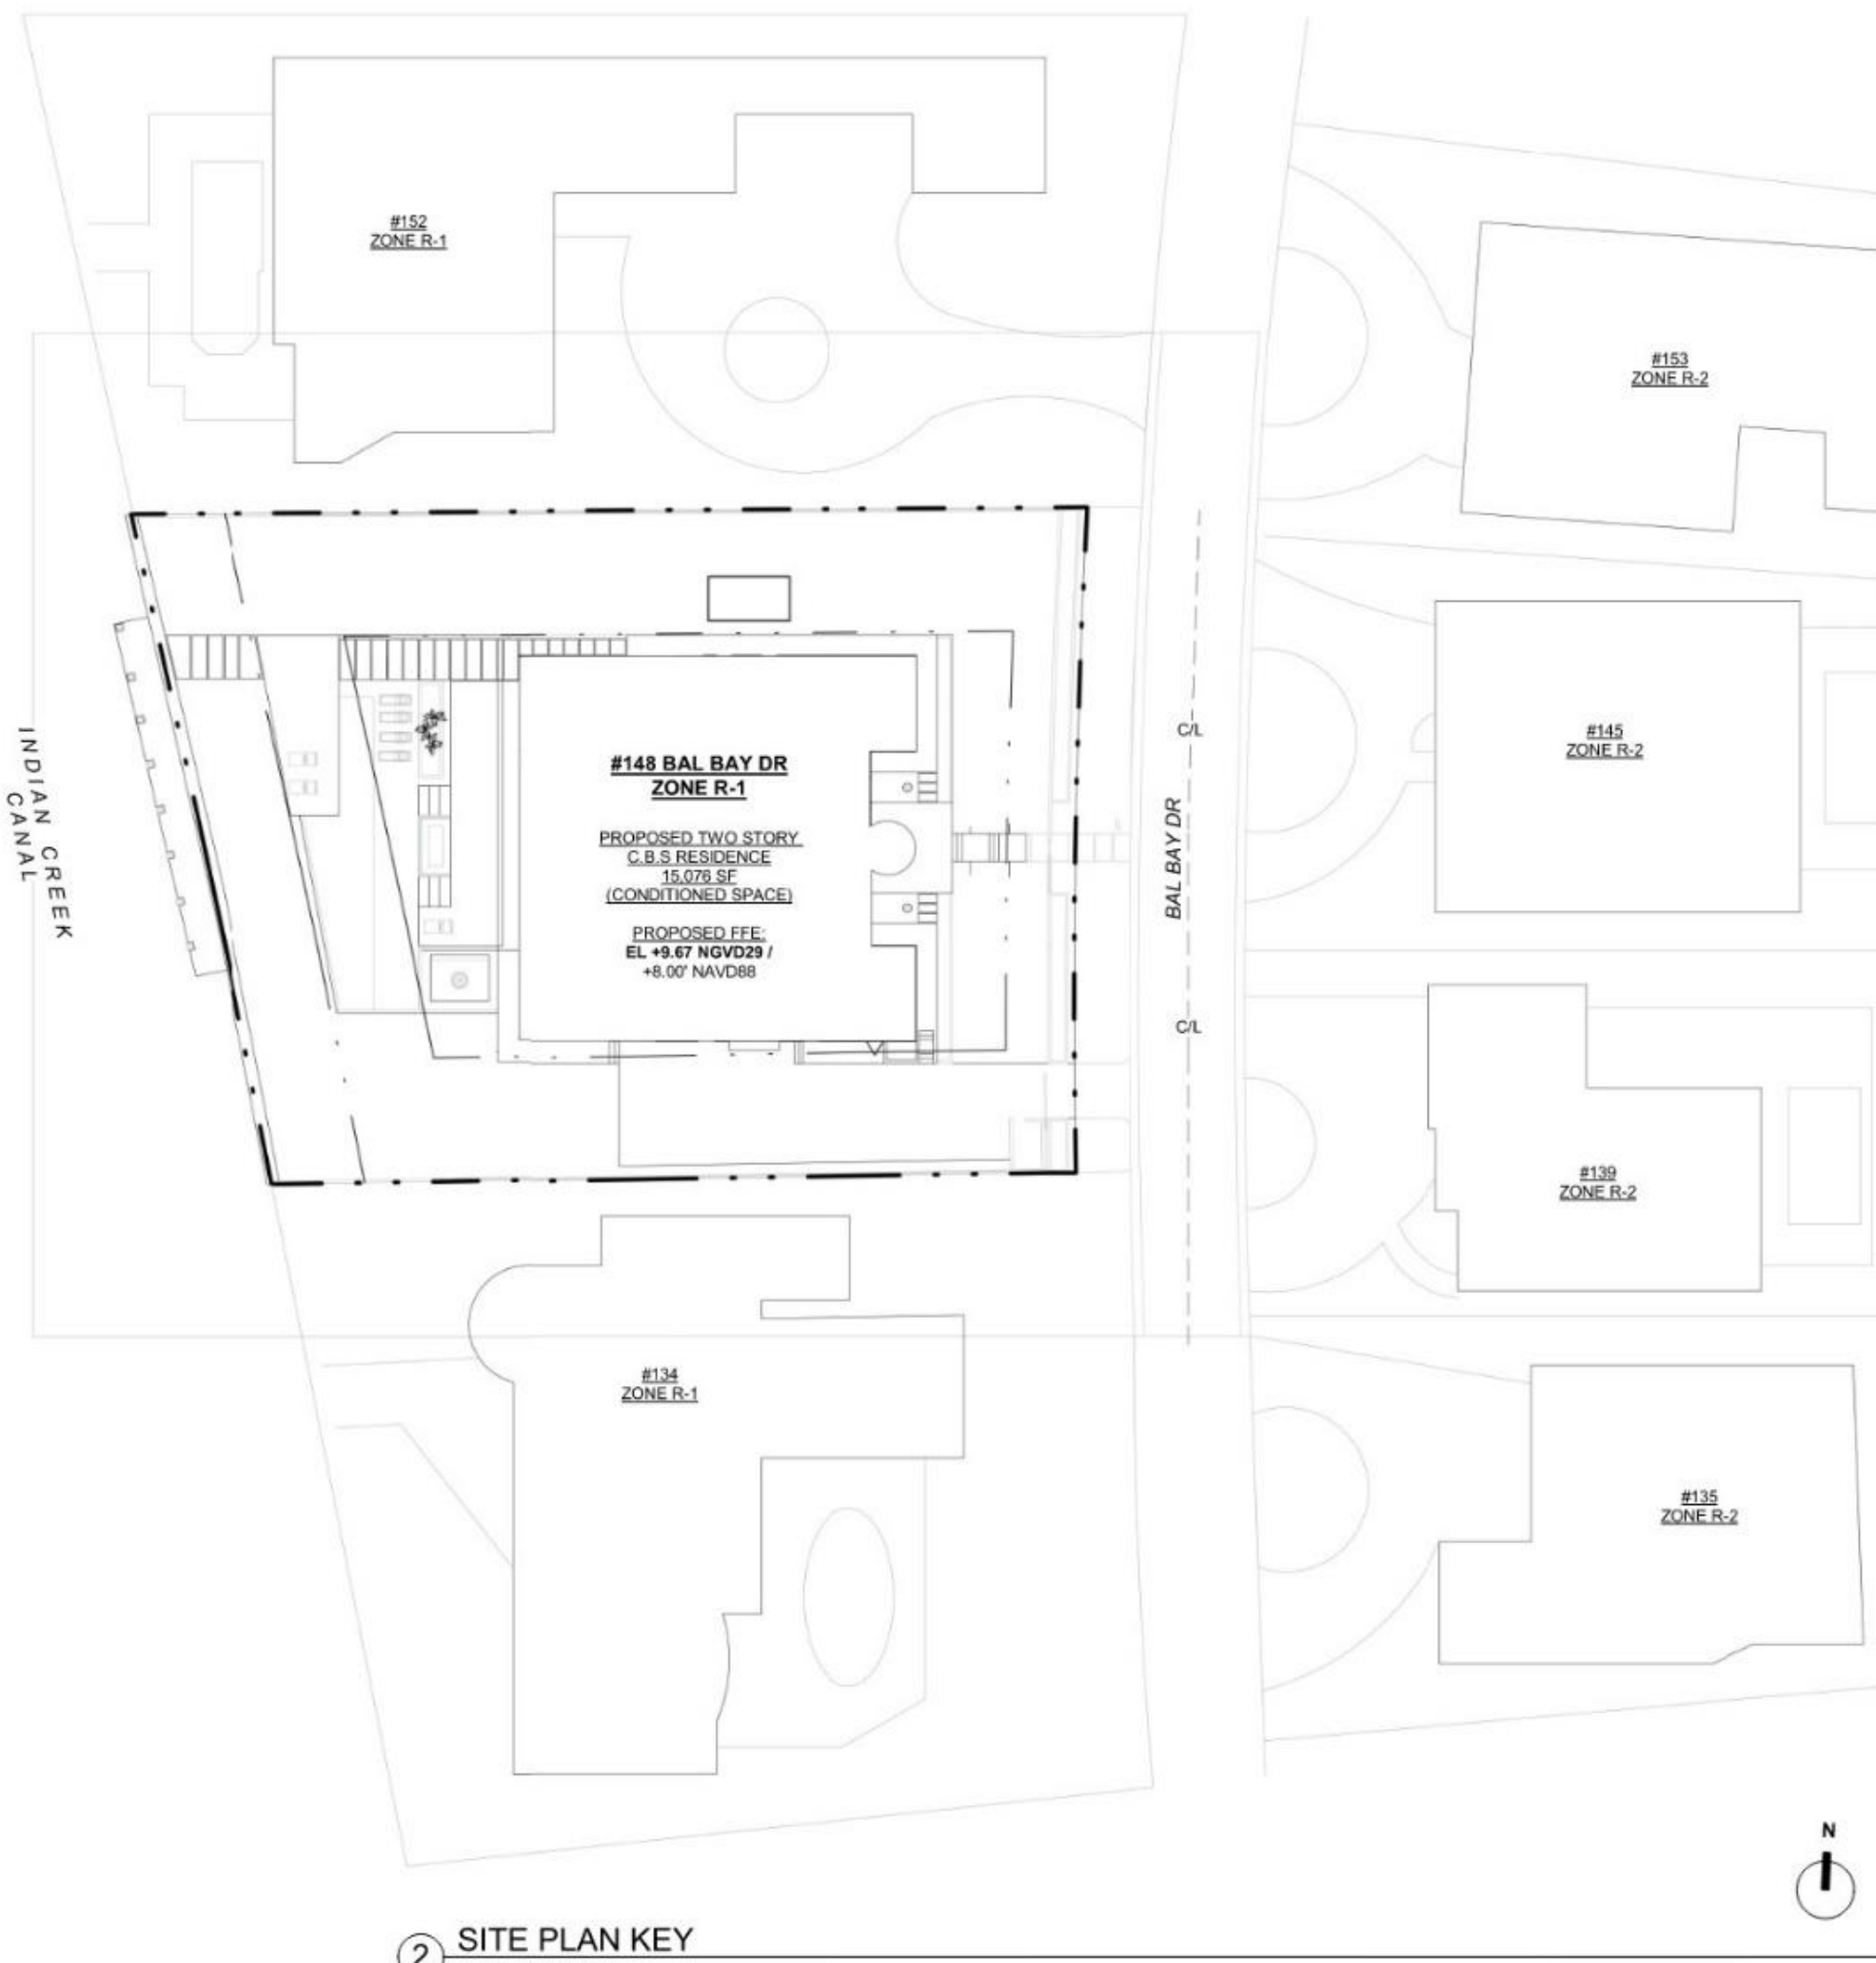 #152
ZONE R-1
#153
ZONE R-2
#148 BAL BAY DR
ZONE R-1
PROPOSED TWO STORY
C.B.S RESIDENCE
15,076 SF
(CONDITIONED SPACE)
PROPOSED FFE:
EL +9.67 NGVD29 /
+8.00' NAVD88
INDIAN CREEK
CANAL
C/L
BAL BAY DR
C/L
#145
ZONE R-2
#139
ZONE R-2
#134
ZONE R-1
#135
ZONE R-2
N
2
SITE PLAN KEY